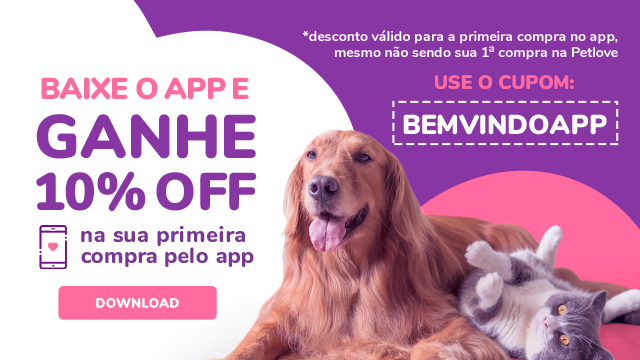 *desconto válido para a primeira compra no app,
mesmo não sendo sua 1ª compra na Petlove
BAIXE O APP E
GANHE
10% OFF
na sua primeira
compra pelo app
DOWNLOAD
USE O CUPOM:
BEMVINDOAPP